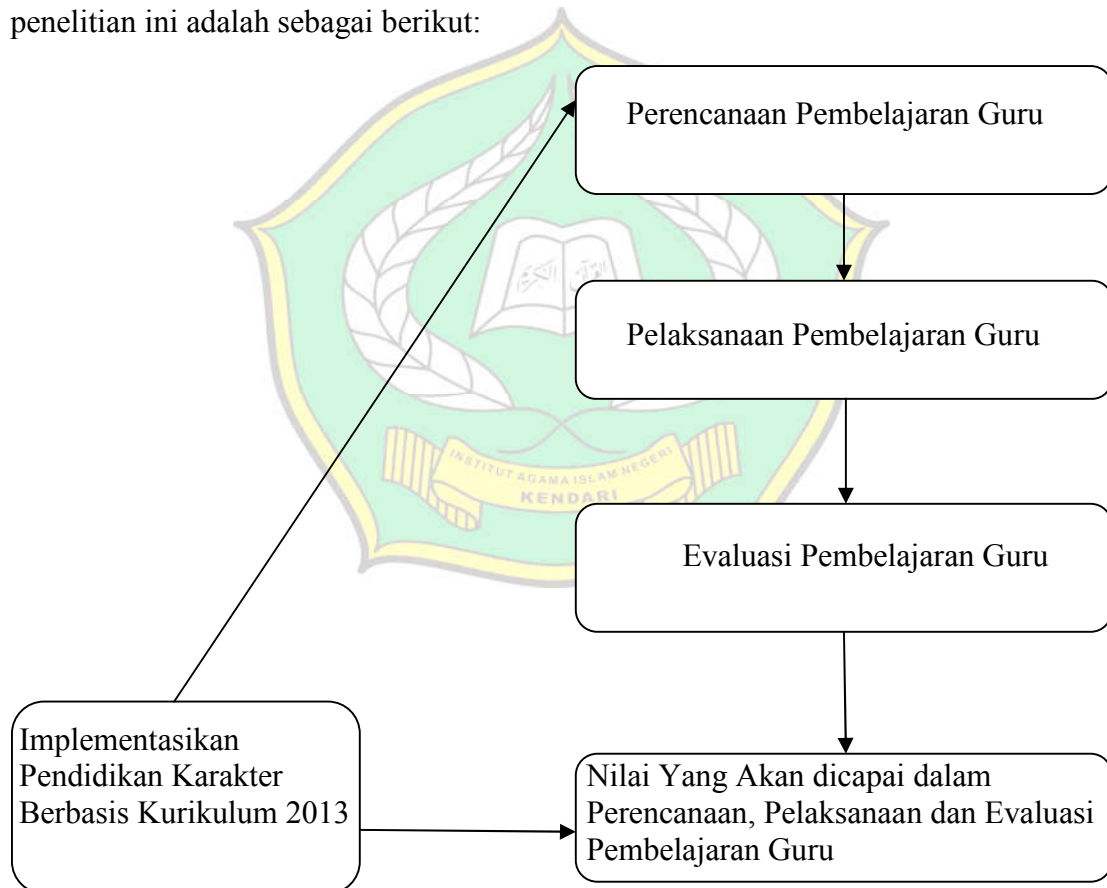 penelitian ini adalah sebagai berikut:
Perencanaan Pembelajaran Guru
Pelaksanaan Pembelajaran Guru
INSTITUT AGAMA ISLAM NEGERI
KENDARI
Evaluasi Pembelajaran Guru
Implementasikan
Pendidikan Karakter
Berbasis Kurikulum 2013
Nilai Yang Akan dicapai dalam
Perencanaan, Pelaksanaan dan Evaluasi
Pembelajaran Guru